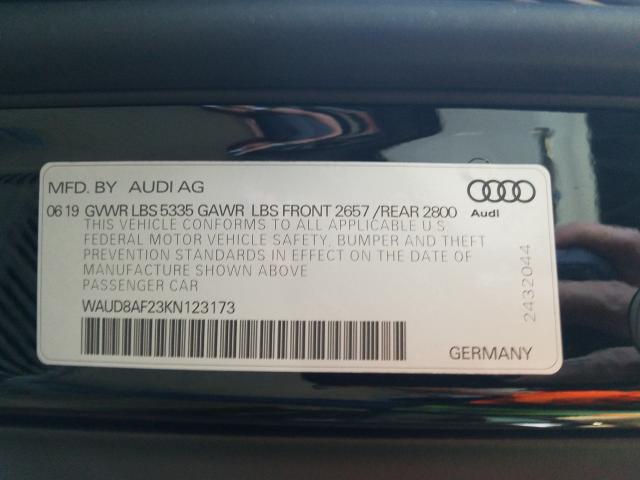 MFD. BY AUDI AG
Audi
06 19 GVWR LBS 5335 GAWR LBS FRONT 2657 /REAR 2800
THIS VEHICLE CONFORMS TO ALL APPLICABLE U.S
FEDERAL MOTOR VEHICLE SAFETY, BUMPER AND THEFT
PREVENTION STANDARDS IN EFFECT ON THE DATE OF
MANUFACTURE SHOWN ABOVE
PASSENGER CAR
WAUD8AF23KN123173
GERMANY
2432044